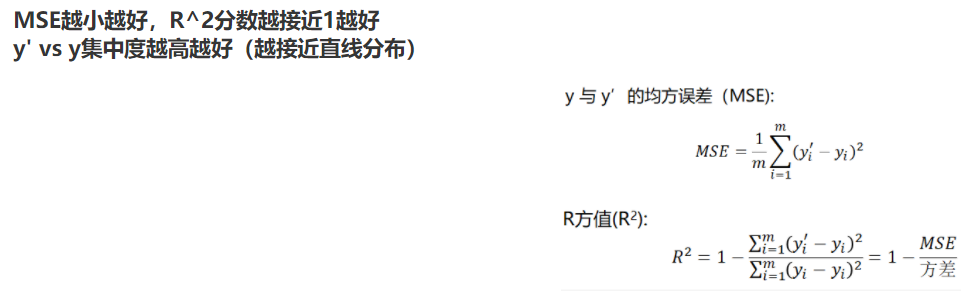 MSE越小越好，R^2分数越接近1越好
y' vs y集中度越高越好（越接近直线分布）
y 与 y′ 的均方误差（MSE):
MSE = \frac{1}{m}\sum_{i=1}^{m}(y_i' − y_i)^2
R方值(R²):
R^2 = 1 − \frac{\sum_{i=1}^{m}(y_i' − y_i)^2}{\sum_{i=1}^{m}(y_i − y_i)^2} = 1 − \frac{MSE}{方差}